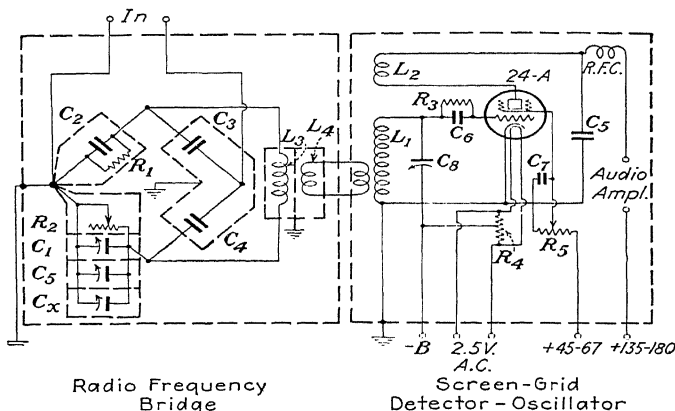 In
C2
C3
R1
R2
C1
C5
Cx
C4
L3
L4
L2
L1
R3
C6
24-A
R.F.C.
C5
C8
C7
R4
R5
Audio
Ampl.
-B
2.5 V.
A.C.
+45-67
+135-180
Radio Frequency
Bridge
Screen-Grid
Detector-Oscillator